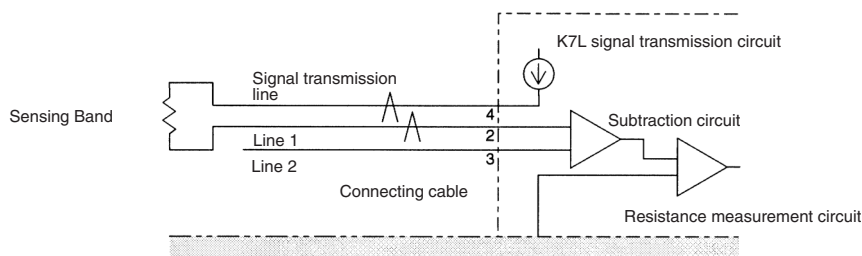 K7L signal transmission circuit
Signal transmission
line
Sensing Band
4
Subtraction circuit
2
Line 1
3
Line 2
Connecting cable
Resistance measurement circuit